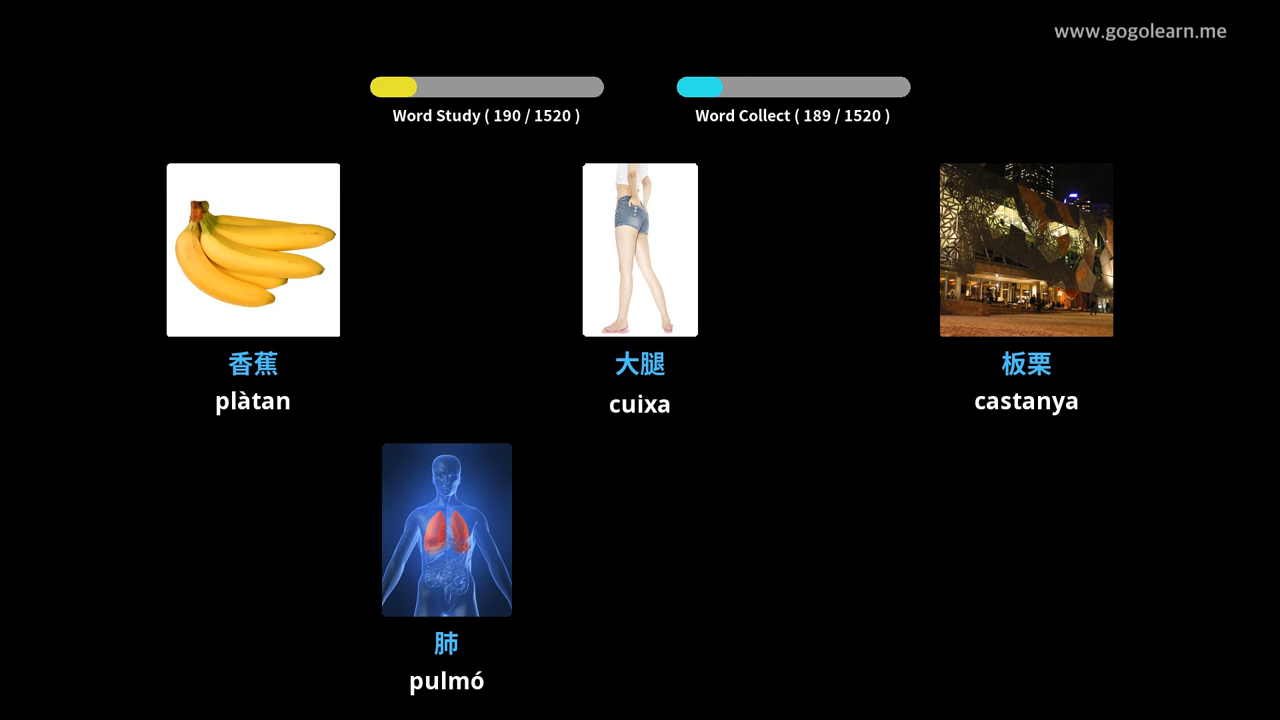 www.gogolearn.me
Word Study ( 190 / 1520 )
Word Collect ( 189 / 1520 )
香蕉
plàtan
大腿
cuixa
板栗
castanya
肺
pulmó